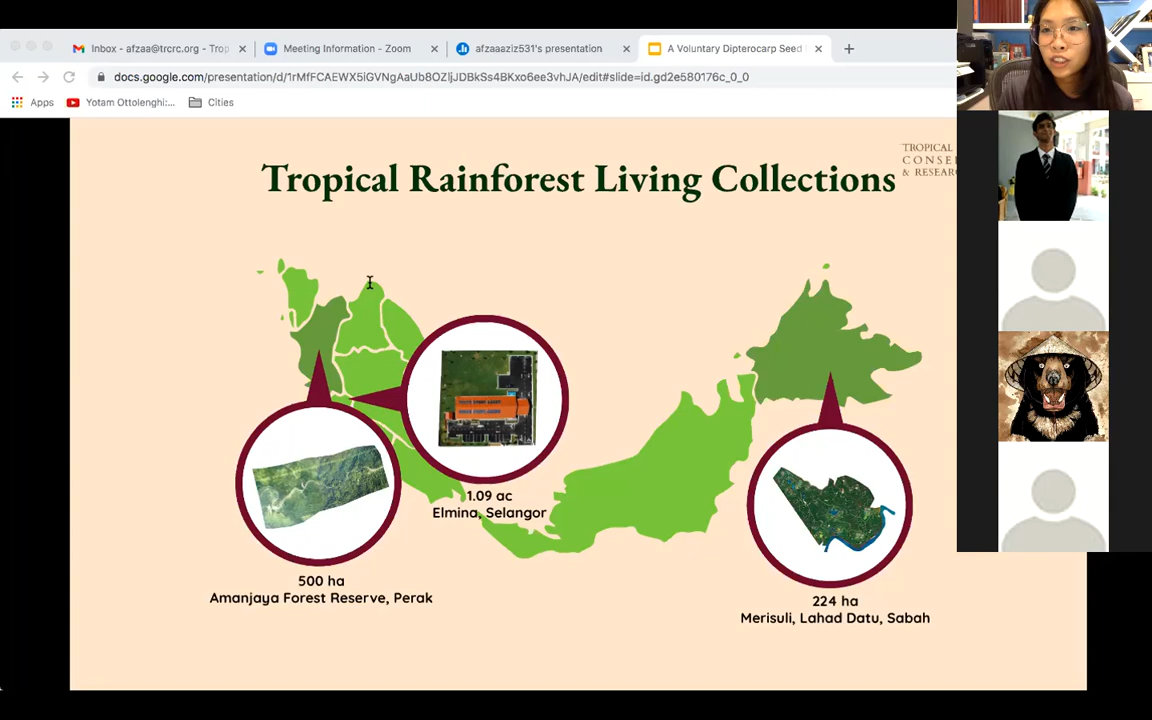 Inbox - afzaa@trcrc.org - Trop
Meeting Information - Zoom
afzaaaziz531's presentation
A Voluntary Dipterocarp Seed
docs.google.com/presentation/d/1rMfFCAEWX5iGVNgAaUb8OZljJDBkSs4BKxo6ee3vhJA/edit#slide=id.gd2e580176c_0_0
Apps
Yotam Ottolenghi:...
Cities
TROPICAL
CONSE
& RESEAR
Tropical Rainforest Living Collections
1.09 ac
Elmina, Selangor
500 ha
Amanjaya Forest Reserve, Perak
224 ha
Merisuli, Lahad Datu, Sabah